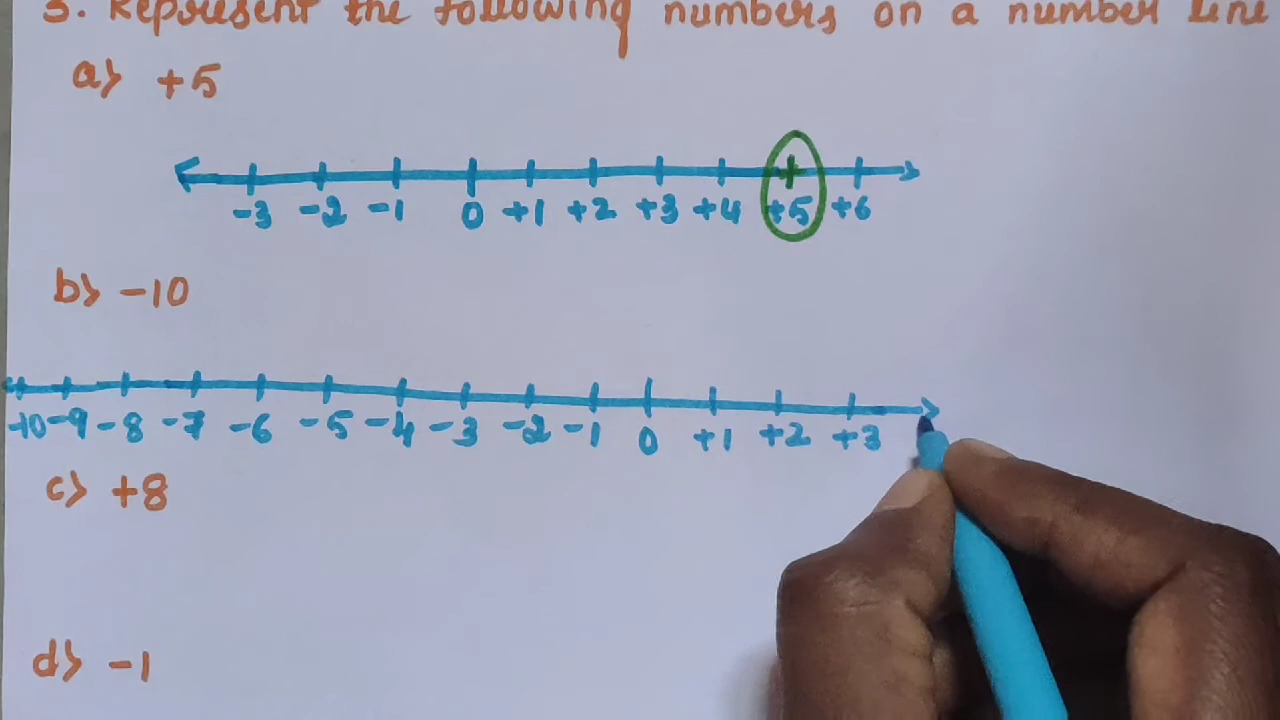 3. Represent the following numbers on a number line
a) +5
-3 -2 -1 0 +1 +2 +3 +4 +5 +6
b) -10
-10 -9 -8 -7 -6 -5 -4 -3 -2 -1 0 +1 +2 +3
c) +8
d) -1